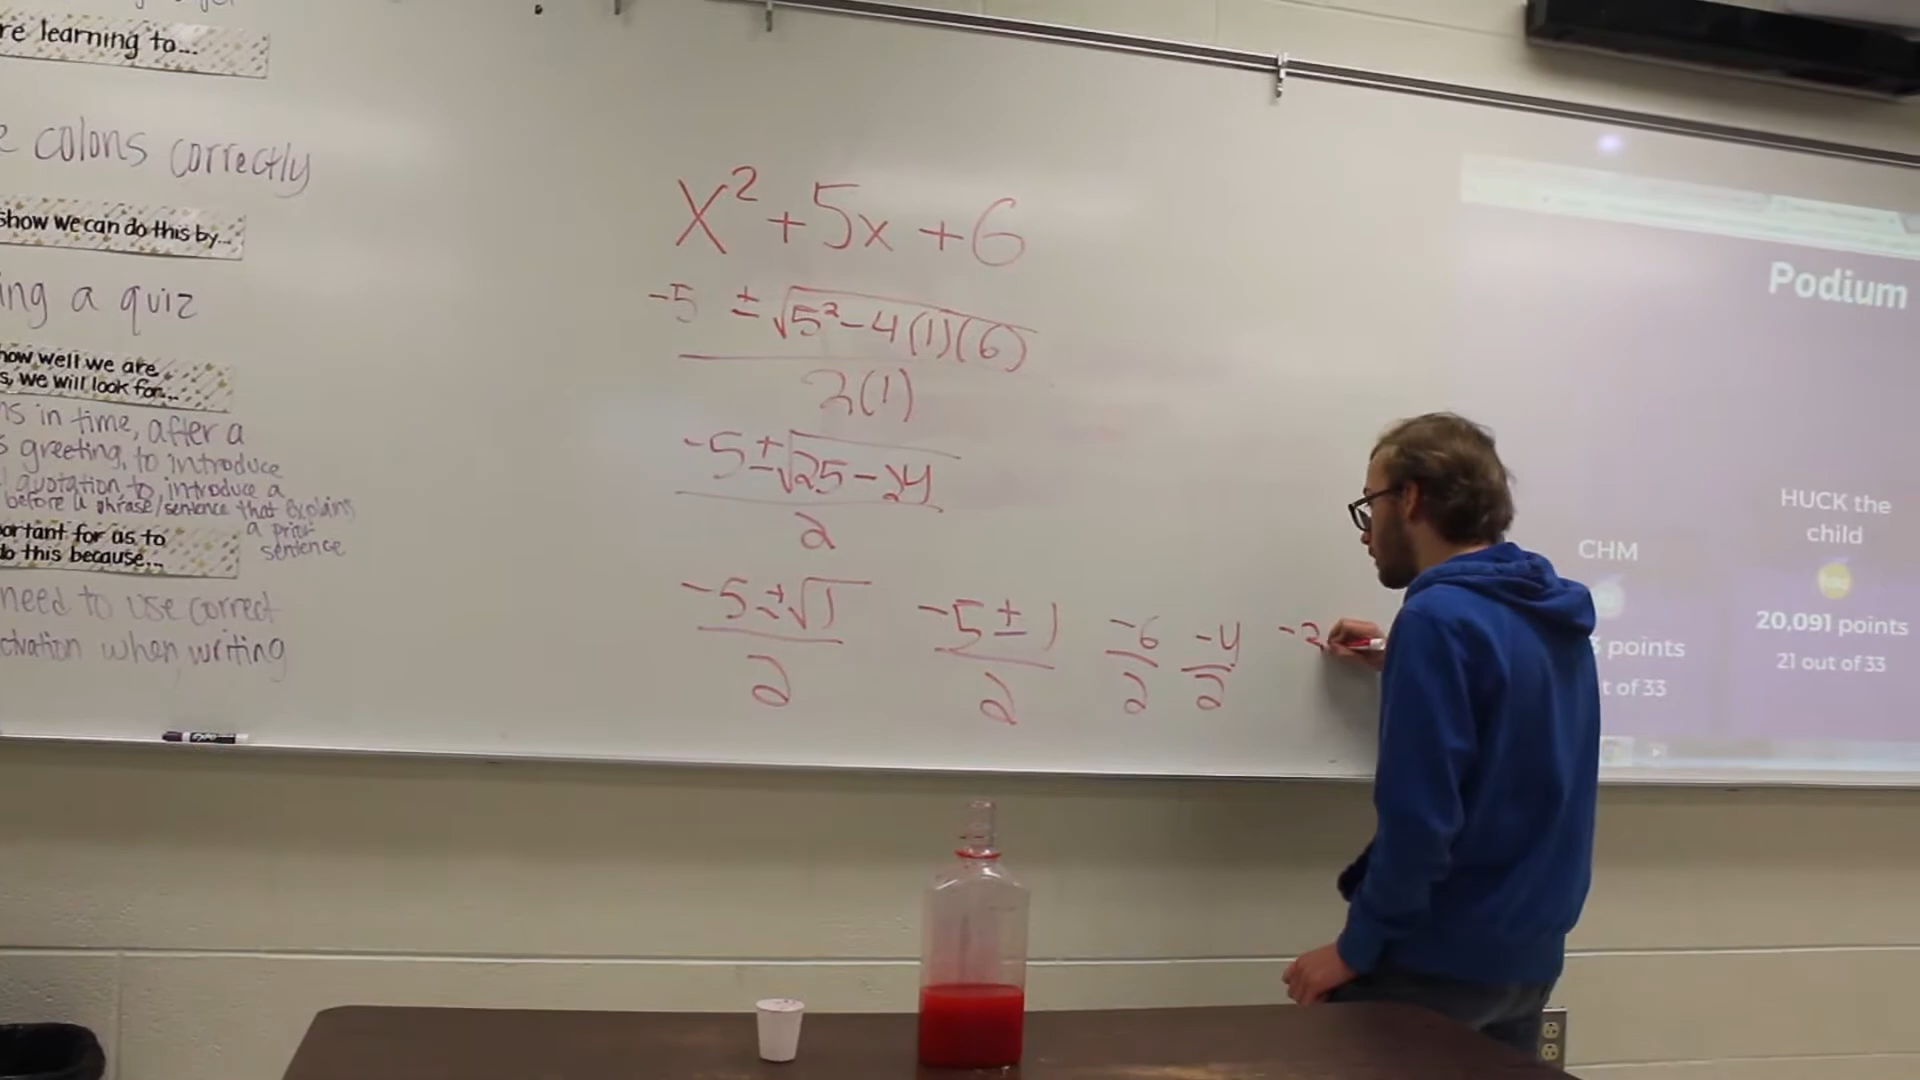 re learning to...
e colons correctly
show we can do this by...
ing a quiz
how well we are
s, we will look for...
ns in time, after a
s greeting, to introduce
quotation, to introduce a
before a phrase/sentence that explains
a prior
sentence
ortant for us to
do this because...
need to use correct
ctuation when writing
EXPO
x² + 5x + 6
-5 ± √5² - 4(1)(6)
2(1)
-5 ± √25 - 24
2
-5 ± √1
2
-5 ± 1
2
-6
2
-4
2
-3
Podium
CHM
3 points
t of 33
HUCK the
child
20,091 points
21 out of 33